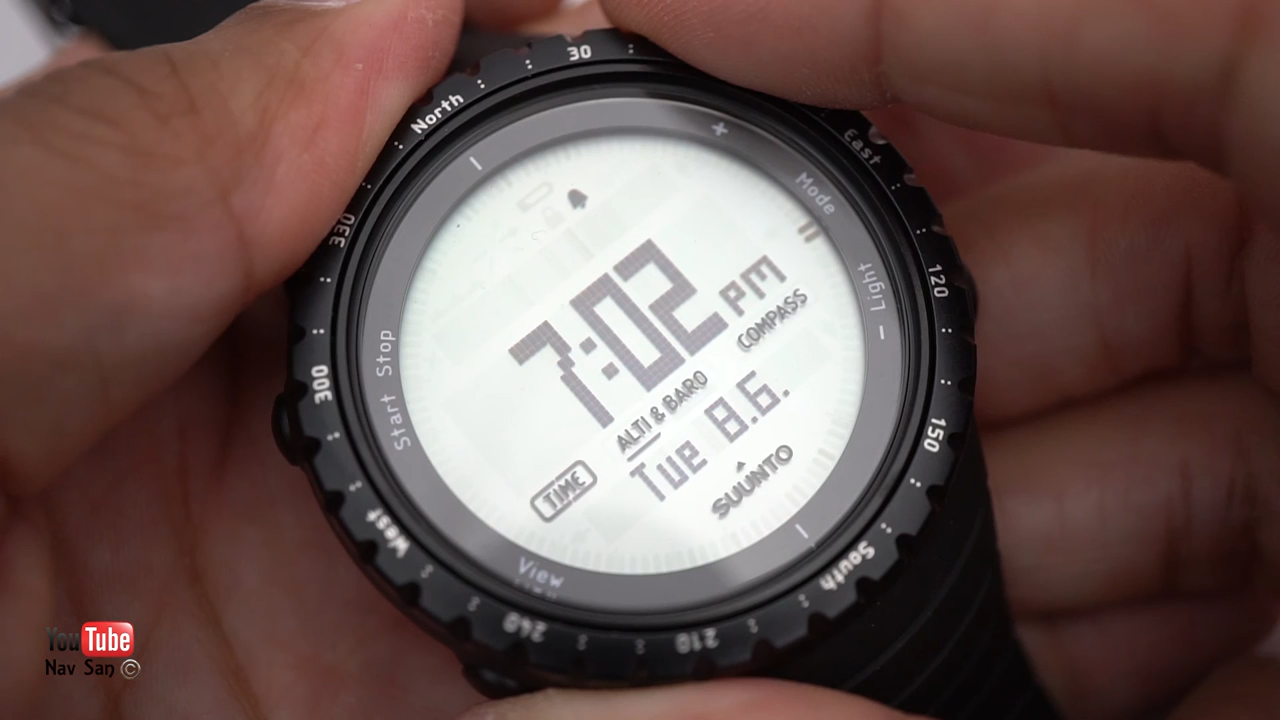 30
North
East
330
Mode
120
Light
7:02 PM
COMPASS
Start Stop
300
ALTI & BARO
Tue 8.6.
150
TIME
SUUNTO
West
South
View
240
210
YouTube
Nav San ©